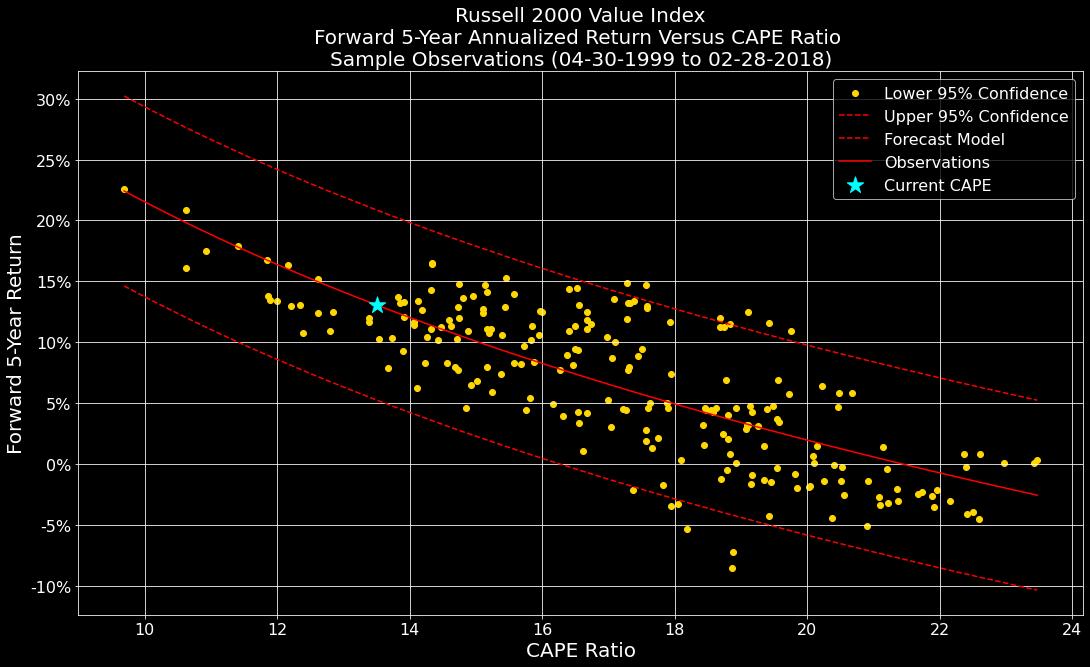 Russell 2000 Value Index
Forward 5-Year Annualized Return Versus CAPE Ratio
Sample Observations (04-30-1999 to 02-28-2018)
Lower 95% Confidence
Upper 95% Confidence
Forecast Model
Observations
Current CAPE
30%
25%
20%
15%
10%
5%
0%
-5%
-10%
Forward 5-Year Return
10 12 14 16 18 20 22 24
CAPE Ratio